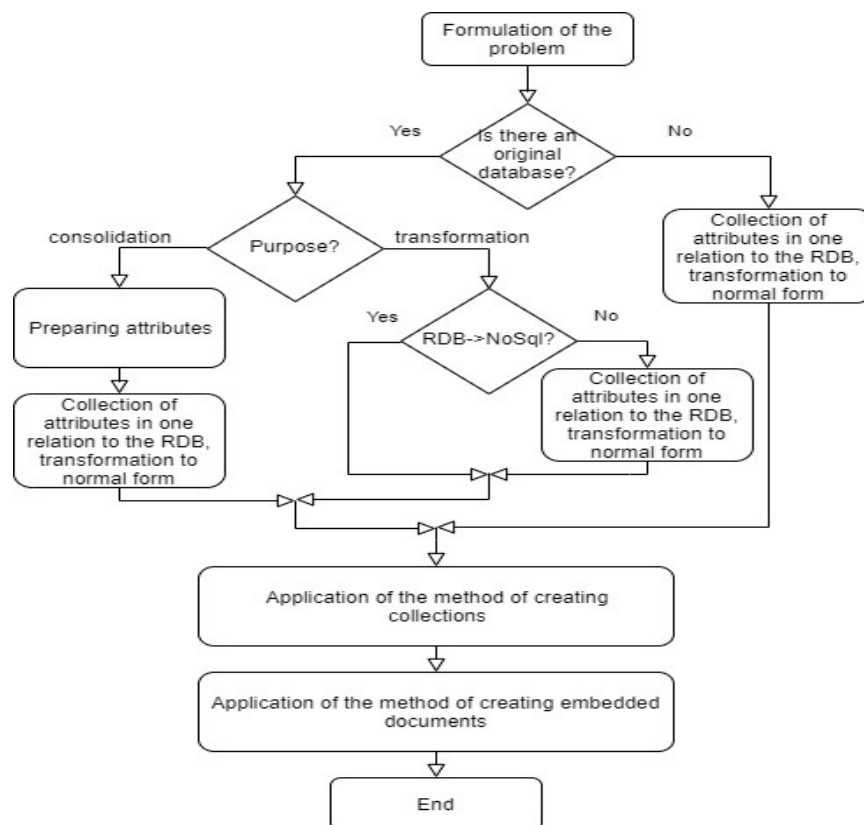 Formulation of the
problem
Yes
Is there an
original
database?
No
consolidation
Purpose?
transformation
Collection of
attributes in one
relation to the RDB,
transformation to
normal form
Preparing attributes
Yes
RDB->NoSql?
No
Collection of
attributes in one
relation to the RDB,
transformation to
normal form
Collection of
attributes in one
relation to the RDB,
transformation to
normal form
Application of the method of creating
collections
Application of the method of creating embedded
documents
End